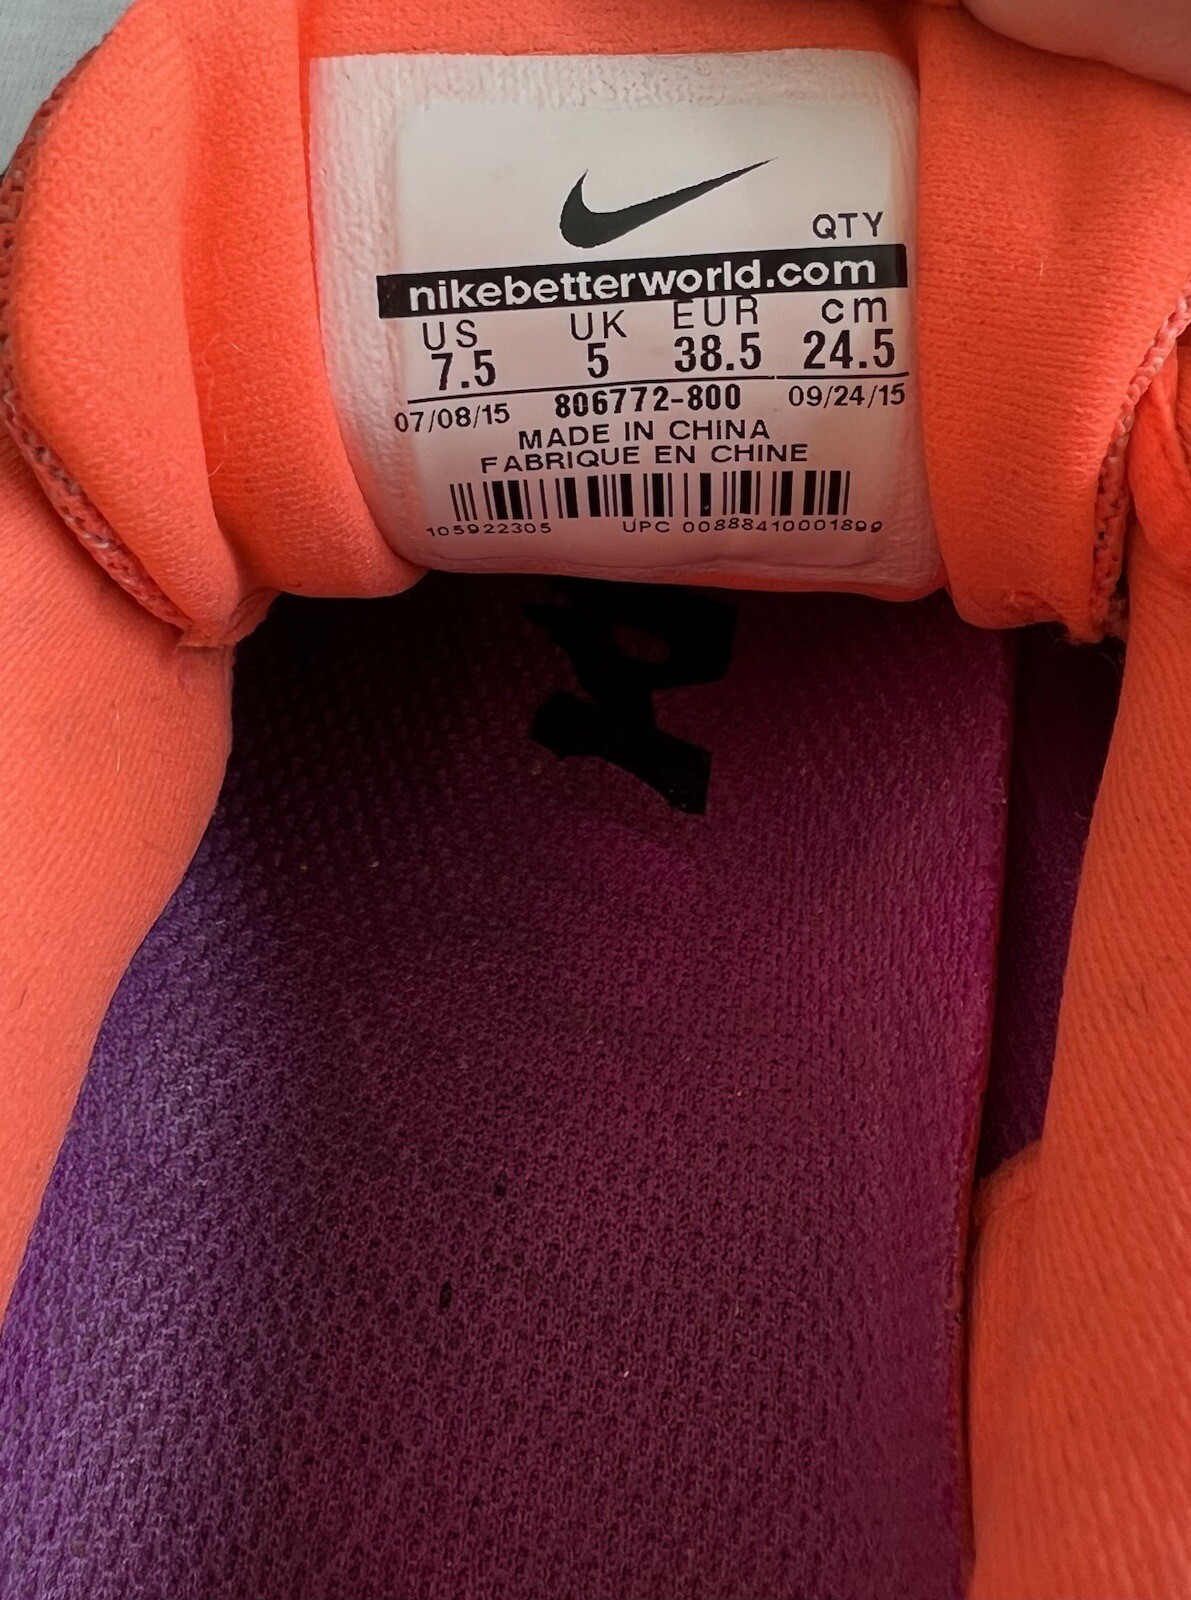 QTY
nikebetterworld.com
US UK EUR cm
7.5 5 38.5 24.5
07/08/15 806772-800 09/24/15
MADE IN CHINA
FABRIQUE EN CHINE
105922305 UPC 00888410001899